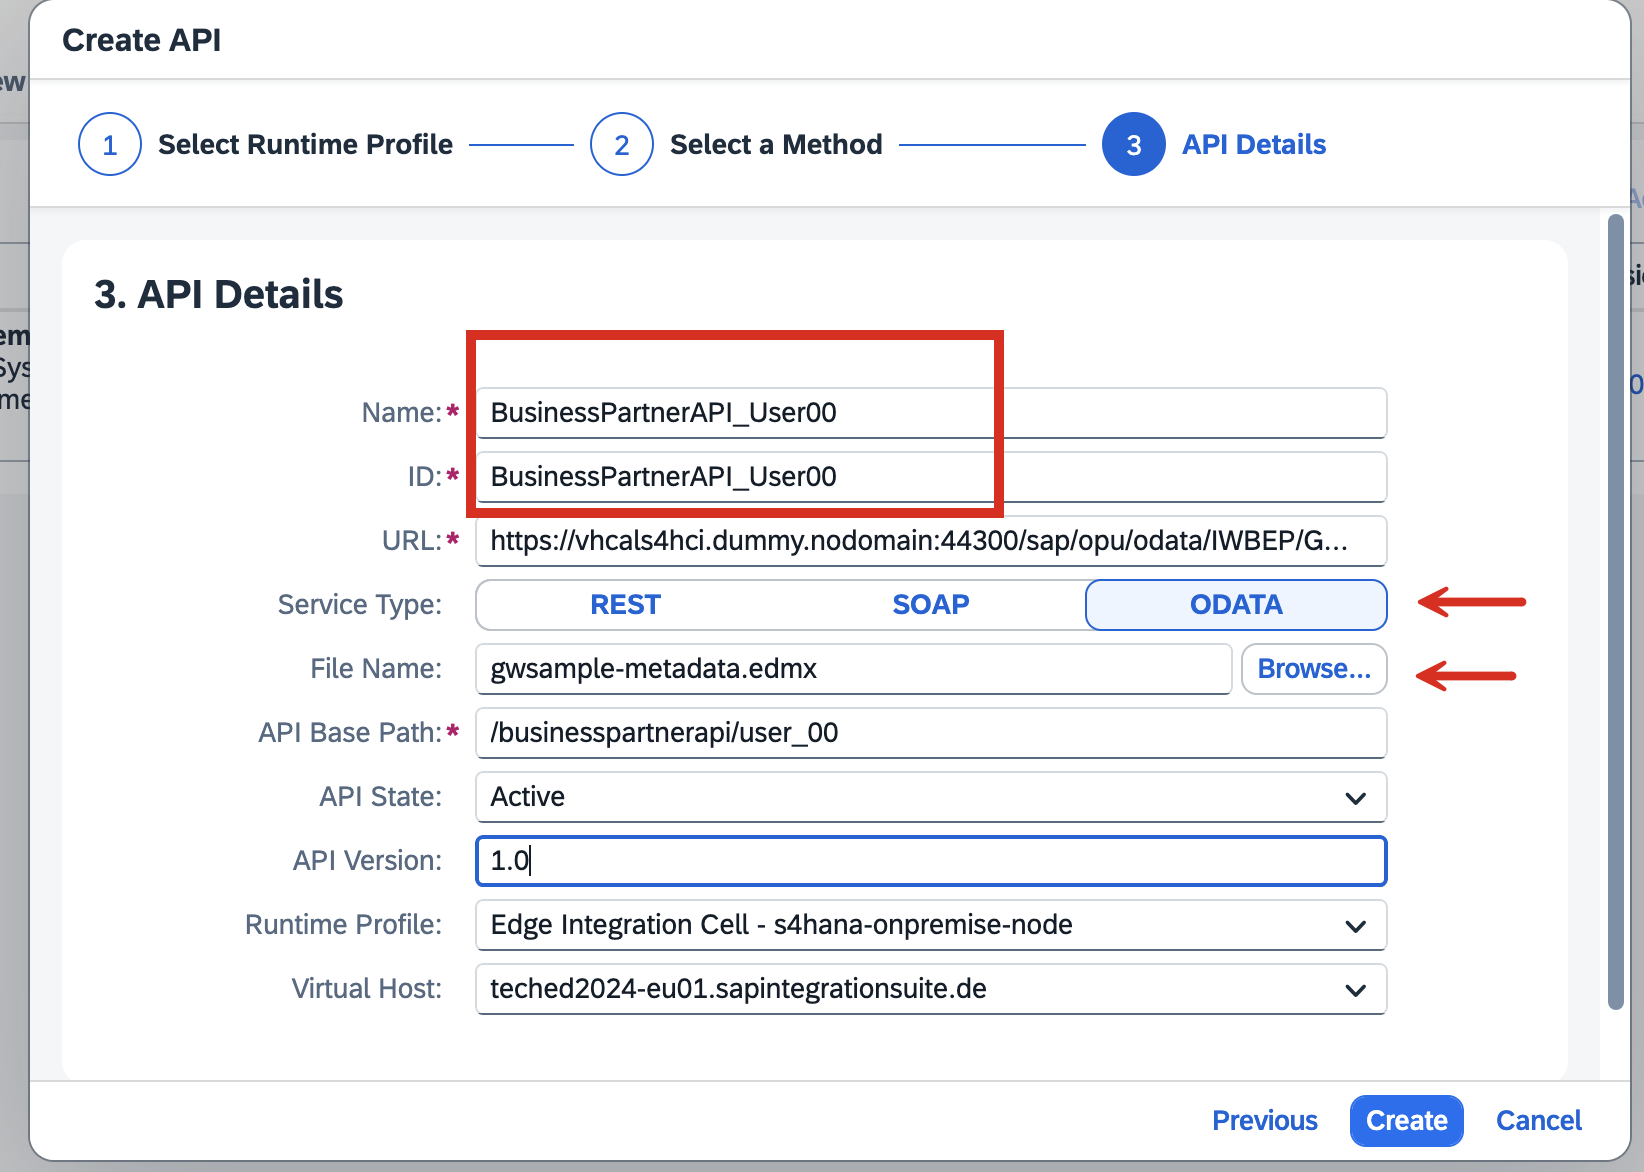 Create API
1 Select Runtime Profile 2 Select a Method 3 API Details
3. API Details
Name:* BusinessPartnerAPI_User00
ID:* BusinessPartnerAPI_User00
URL:* https://vhcals4hci.dummy.nodomain:44300/sap/opu/odata/IWBEP/G...
Service Type: REST SOAP ODATA
File Name: gwsample-metadata.edmx Browse...
API Base Path:* /businesspartnerapi/user_00
API State: Active
API Version: 1.0
Runtime Profile: Edge Integration Cell - s4hana-onpremise-node
Virtual Host: teched2024-eu01.sapintegrationsuite.de
Previous Create Cancel